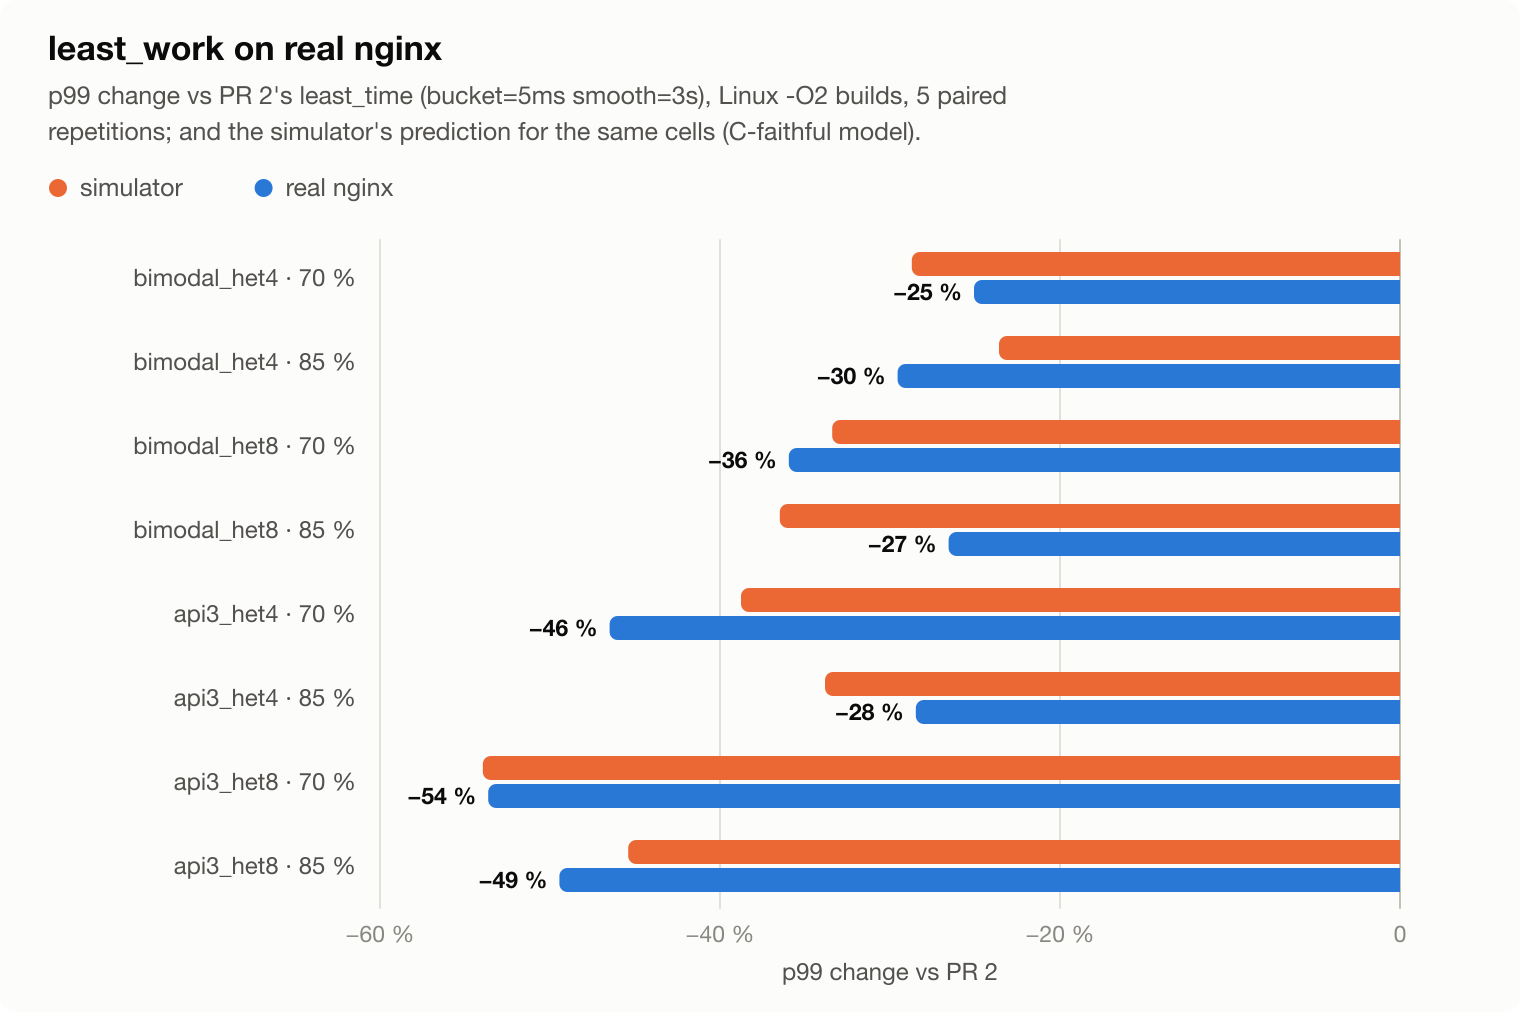 least_work on real nginx
p99 change vs PR 2's least_time (bucket=5ms smooth=3s), Linux -O2 builds, 5 paired
repetitions; and the simulator's prediction for the same cells (C-faithful model).
simulator
real nginx
bimodal_het4 · 70 %
−25 %
bimodal_het4 · 85 %
−30 %
bimodal_het8 · 70 %
−36 %
bimodal_het8 · 85 %
−27 %
api3_het4 · 70 %
−46 %
api3_het4 · 85 %
−28 %
api3_het8 · 70 %
−54 %
api3_het8 · 85 %
−49 %
−60 %
−40 %
−20 %
0
p99 change vs PR 2